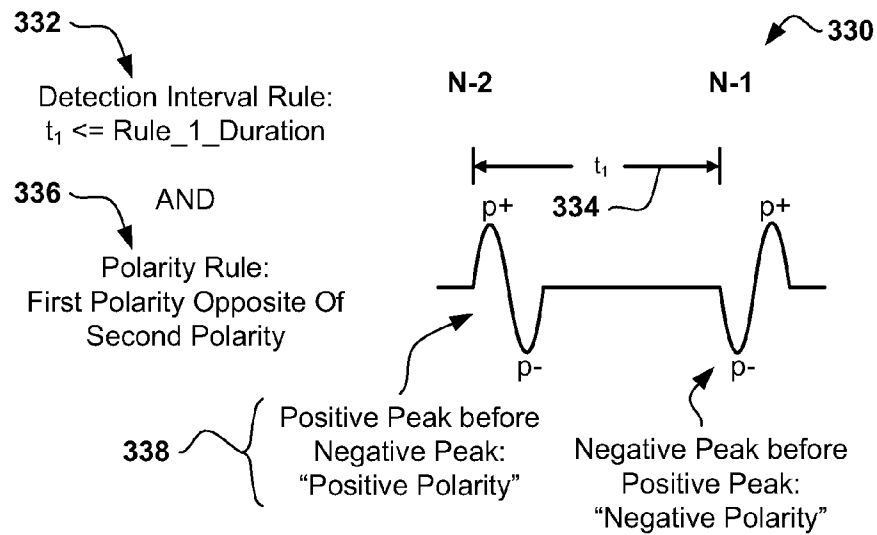 332
330
N-2
N-1
Detection Interval Rule:
t₁ <= Rule_1_Duration
t₁
334
336
AND
p+
p+
Polarity Rule:
First Polarity Opposite Of
Second Polarity
p-
p-
338
Positive Peak before
Negative Peak:
“Positive Polarity”
Negative Peak before
Positive Peak:
“Negative Polarity”